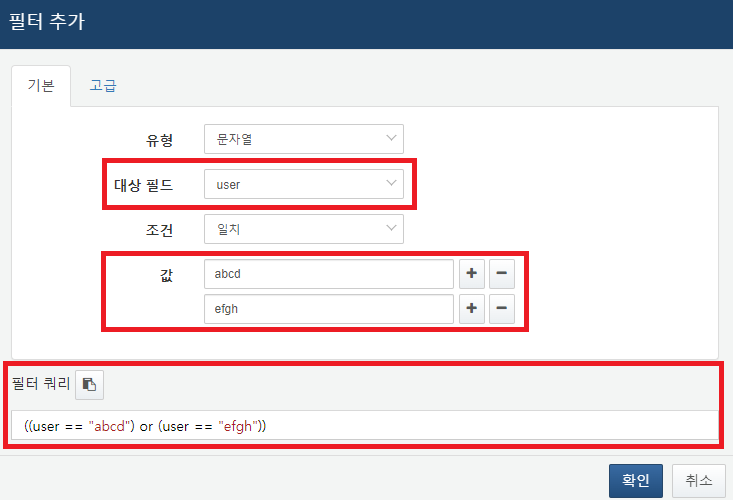 필터 추가
기본 고급
유형 문자열
대상 필드 user
조건 일치
값 abcd
efgh
필터 쿼리
((user == "abcd") or (user == "efgh"))
확인 취소